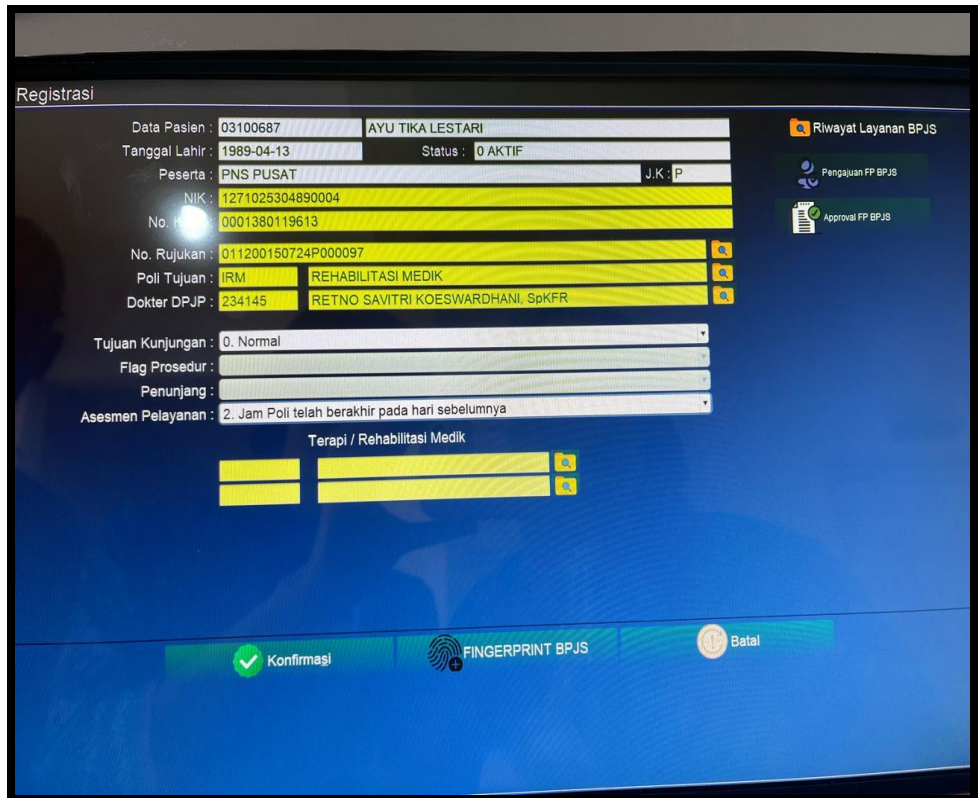 Registrasi
Data Pasien : 03100687 AYU TIKA LESTARI
Tanggal Lahir : 1989-04-13 Status : 0 AKTIF
Peserta : PNS PUSAT J.K : P
NIK : 1271025304890004
No. : 0001380119613
No. Rujukan : 011200150724P000097
Poli Tujuan : IRM REHABILITASI MEDIK
Dokter DPJP : 234145 RETNO SAVITRI KOESWARDHANI, SpKFR
Tujuan Kunjungan : 0. Normal
Flag Prosedur :
Penunjang :
Asesmen Pelayanan : 2. Jam Poli telah berakhir pada hari sebelumnya
Terapi / Rehabilitasi Medik
Riwayat Layanan BPJS
Pengajuan FP BPJS
Approval FP BPJS
Konfirmasi FINGERPRINT BPJS Batal